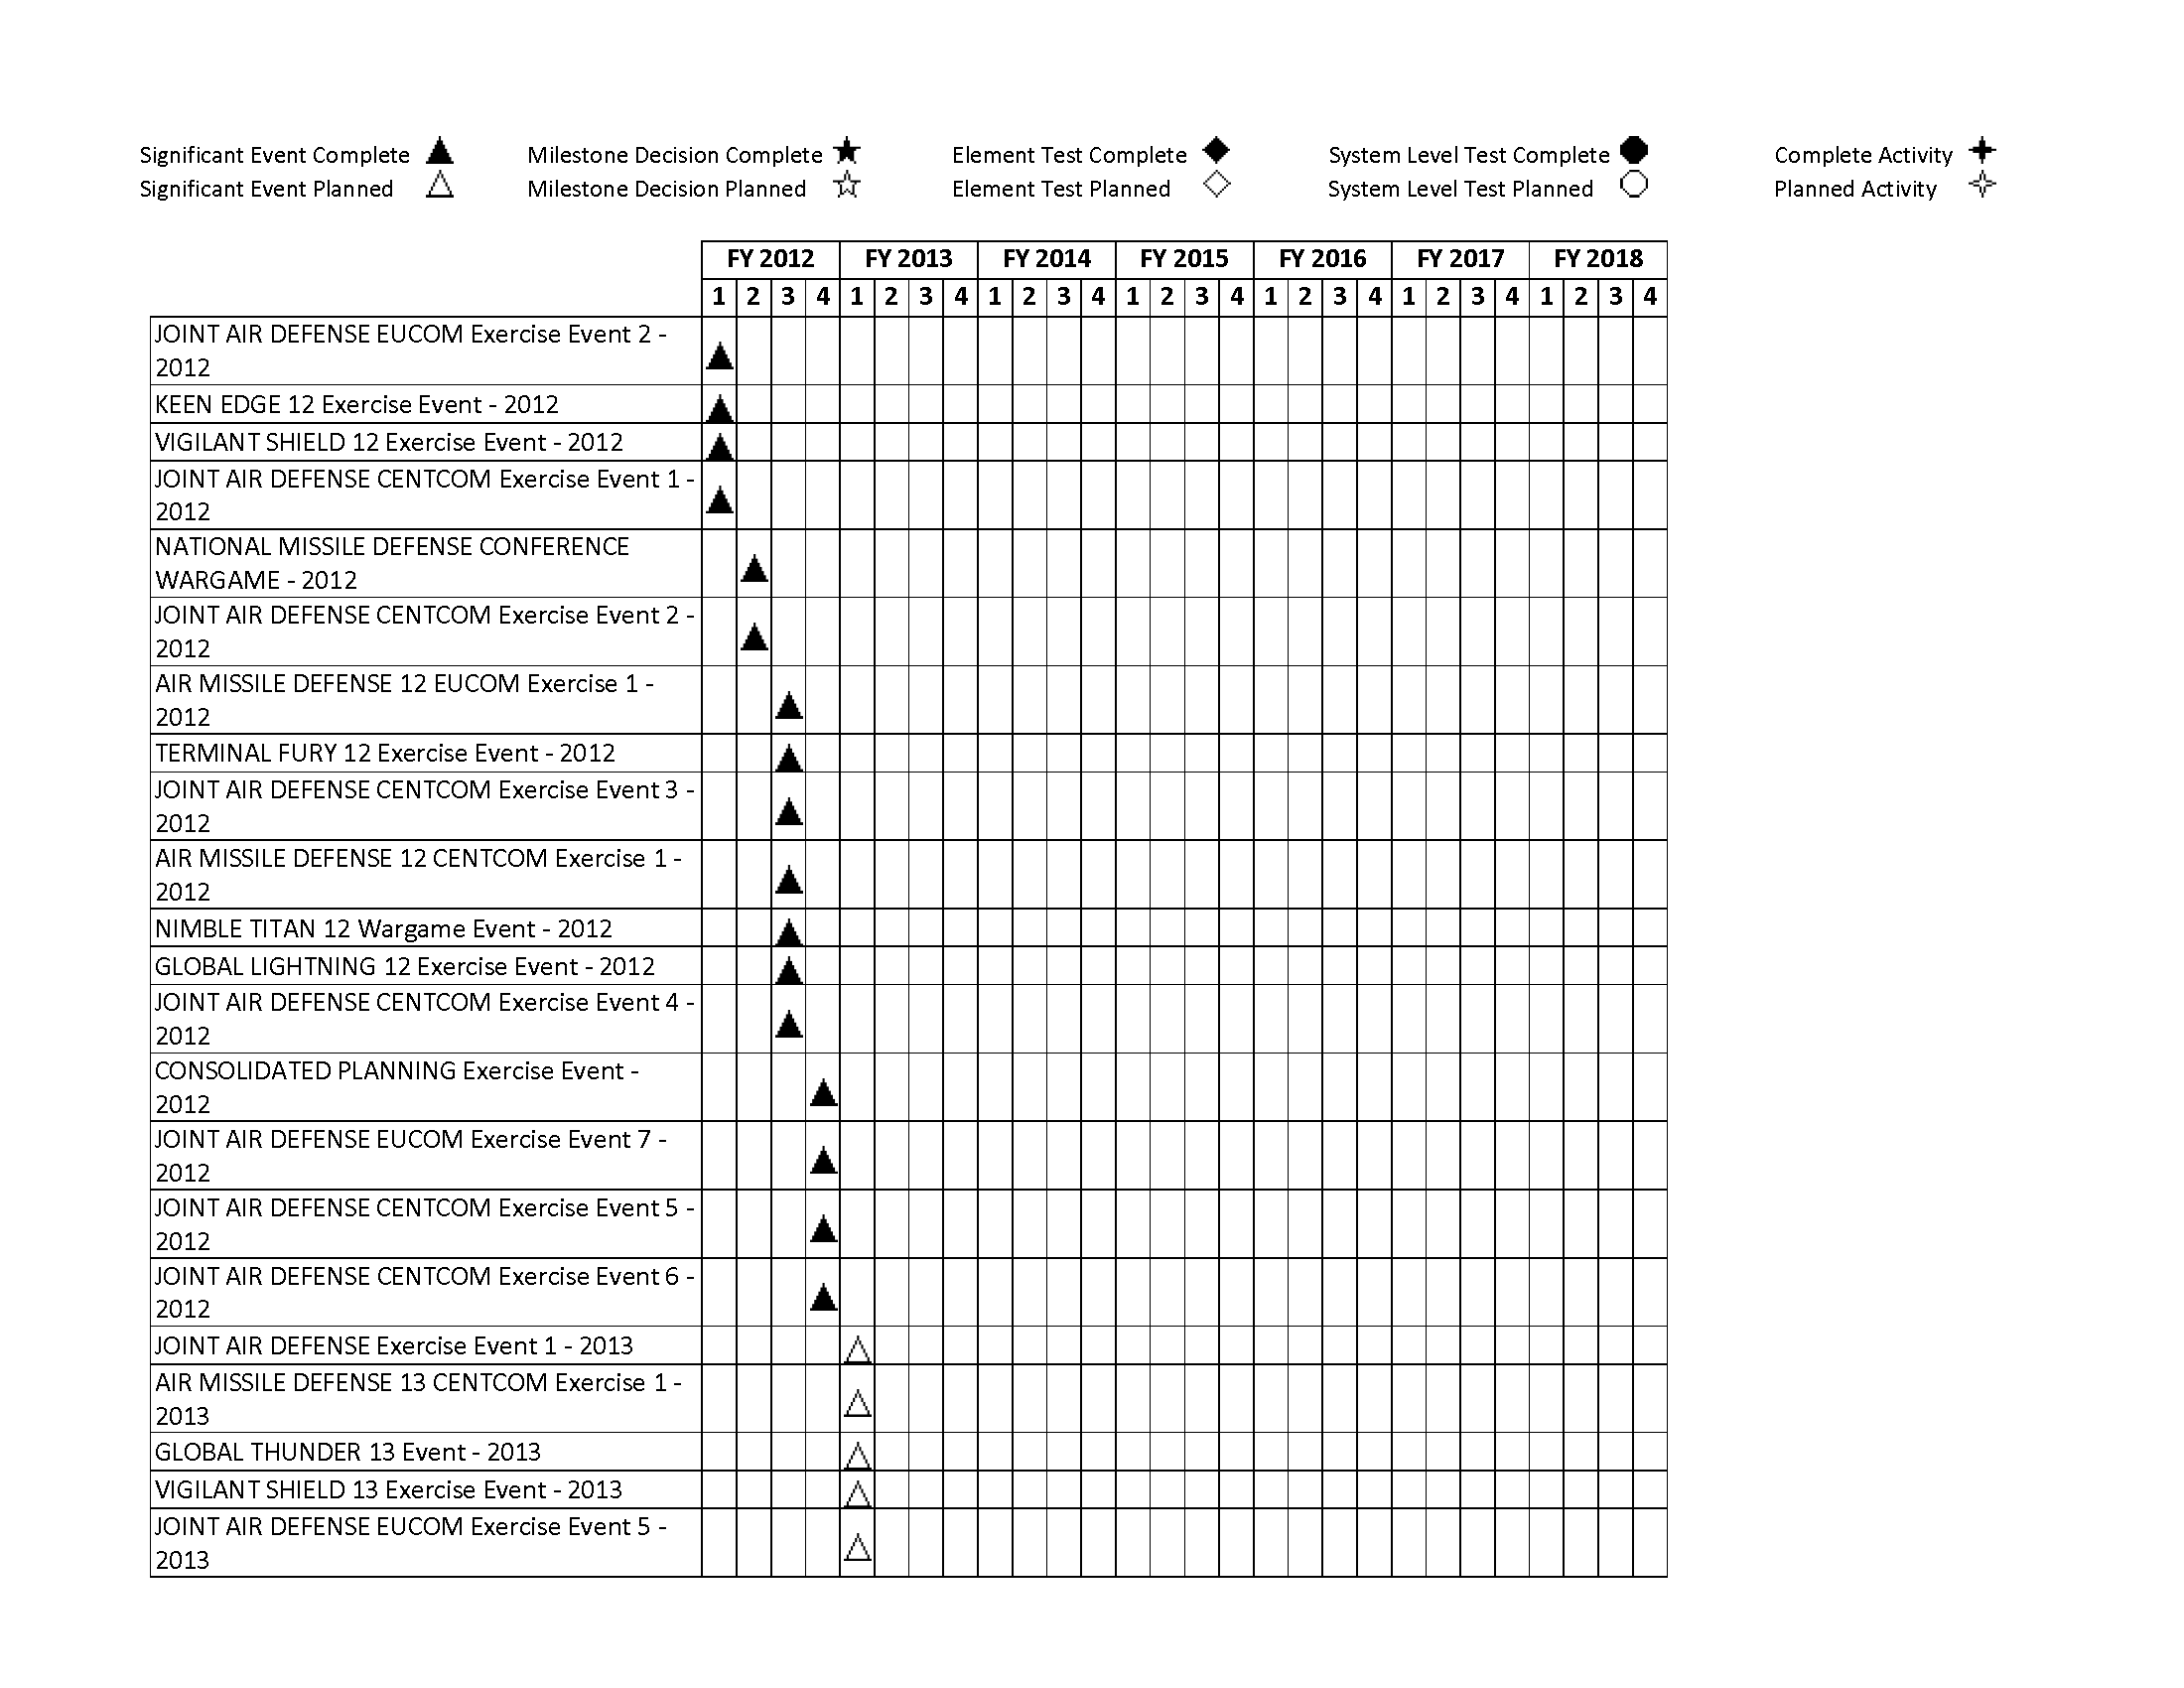 Significant Event Complete Milestone Decision Complete Element Test Complete System Level Test Complete Complete Activity
Significant Event Planned Milestone Decision Planned Element Test Planned System Level Test Planned Planned Activity
FY 2012 FY 2013 FY 2014 FY 2015 FY 2016 FY 2017 FY 2018
1 2 3 4 1 2 3 4 1 2 3 4 1 2 3 4 1 2 3 4 1 2 3 4 1 2 3 4
JOINT AIR DEFENSE EUCOM Exercise Event 2 -
2012
KEEN EDGE 12 Exercise Event - 2012
VIGILANT SHIELD 12 Exercise Event - 2012
JOINT AIR DEFENSE CENTCOM Exercise Event 1 -
2012
NATIONAL MISSILE DEFENSE CONFERENCE
WARGAME - 2012
JOINT AIR DEFENSE CENTCOM Exercise Event 2 -
2012
AIR MISSILE DEFENSE 12 EUCOM Exercise 1 -
2012
TERMINAL FURY 12 Exercise Event - 2012
JOINT AIR DEFENSE CENTCOM Exercise Event 3 -
2012
AIR MISSILE DEFENSE 12 CENTCOM Exercise 1 -
2012
NIMBLE TITAN 12 Wargame Event - 2012
GLOBAL LIGHTNING 12 Exercise Event - 2012
JOINT AIR DEFENSE CENTCOM Exercise Event 4 -
2012
CONSOLIDATED PLANNING Exercise Event -
2012
JOINT AIR DEFENSE EUCOM Exercise Event 7 -
2012
JOINT AIR DEFENSE CENTCOM Exercise Event 5 -
2012
JOINT AIR DEFENSE CENTCOM Exercise Event 6 -
2012
JOINT AIR DEFENSE Exercise Event 1 - 2013
AIR MISSILE DEFENSE 13 CENTCOM Exercise 1 -
2013
GLOBAL THUNDER 13 Event - 2013
VIGILANT SHIELD 13 Exercise Event - 2013
JOINT AIR DEFENSE EUCOM Exercise Event 5 -
2013